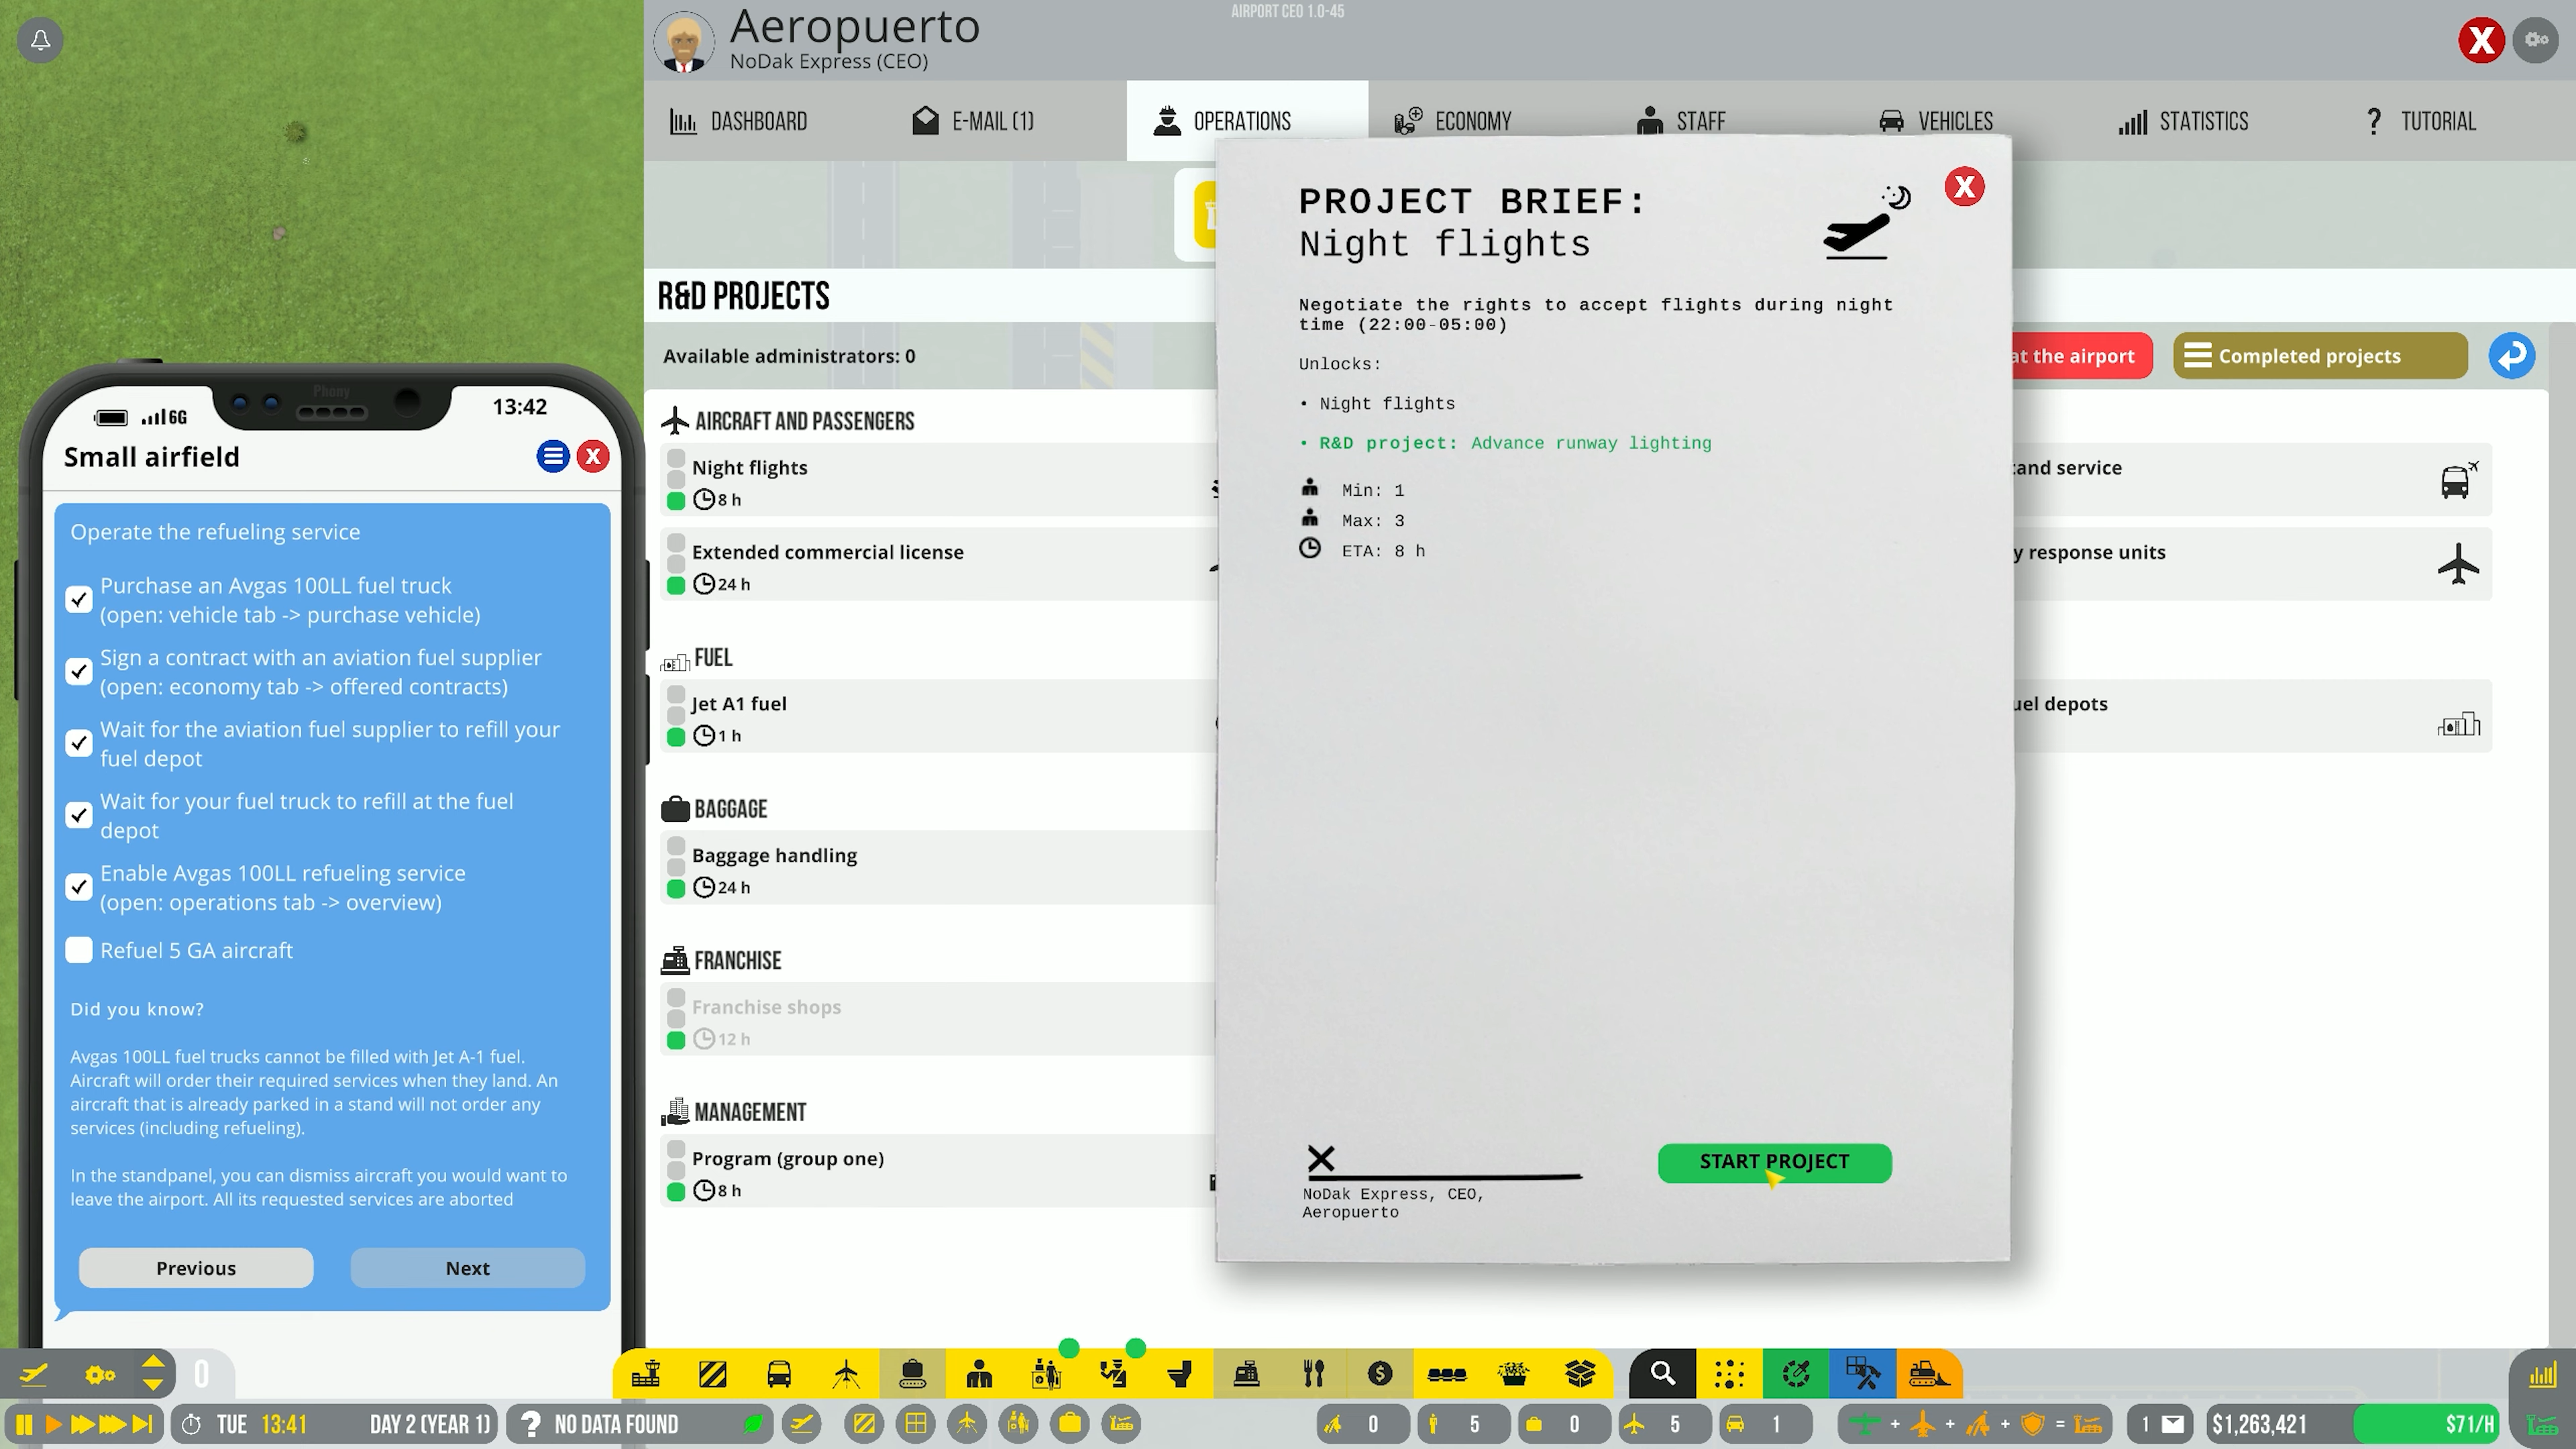 AIRPORT CEO 1.0-45
Aeropuerto
NoDak Express (CEO)
DASHBOARD
E-MAIL (1)
OPERATIONS
ECONOMY
STAFF
VEHICLES
STATISTICS
? TUTORIAL
R&D PROJECTS
Available administrators: 0
at the airport
Completed projects
AIRCRAFT AND PASSENGERS
Night flights
8 h
Extended commercial license
24 h
FUEL
Jet A1 fuel
1 h
BAGGAGE
Baggage handling
24 h
FRANCHISE
Franchise shops
12 h
MANAGEMENT
Program (group one)
8 h
service
response units
depots
PROJECT BRIEF:
Night flights
X
Negotiate the rights to accept flights during night
time (22:00-05:00)
Unlocks:
• Night flights
• R&D project: Advance runway lighting
Min: 1
Max: 3
ETA: 8 h
NoDak Express, CEO,
Aeropuerto
START PROJECT
Phony
6G
13:42
Small airfield
X
Operate the refueling service
Purchase an Avgas 100LL fuel truck
(open: vehicle tab -> purchase vehicle)
Sign a contract with an aviation fuel supplier
(open: economy tab -> offered contracts)
Wait for the aviation fuel supplier to refill your
fuel depot
Wait for your fuel truck to refill at the fuel
depot
Enable Avgas 100LL refueling service
(open: operations tab -> overview)
Refuel 5 GA aircraft
Did you know?
Avgas 100LL fuel trucks cannot be filled with Jet A-1 fuel.
Aircraft will order their required services when they land. An
aircraft that is already parked in a stand will not order any
services (including refueling).
In the standpanel, you can dismiss aircraft you would want to
leave the airport. All its requested services are aborted
Previous
Next
0
TUE 13:41
DAY 2 (YEAR 1)
? NO DATA FOUND
0
5
0
5
1
+ + + =
1
$1,263,421
$71/H